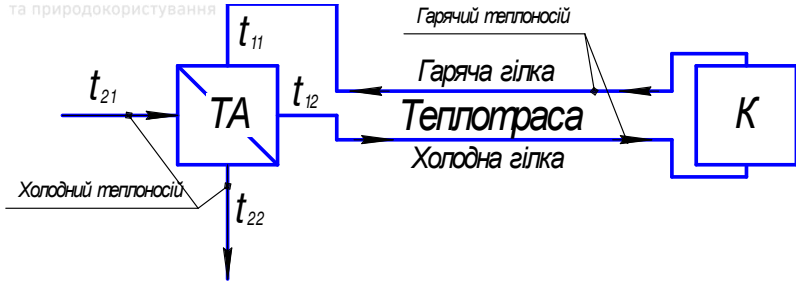 та природокористування
t11
Гарячий теплоносій
Гаряча гілка
t21
ТА
t12
Теплотраса
К
Холодна гілка
Холодний теплоносій
t22